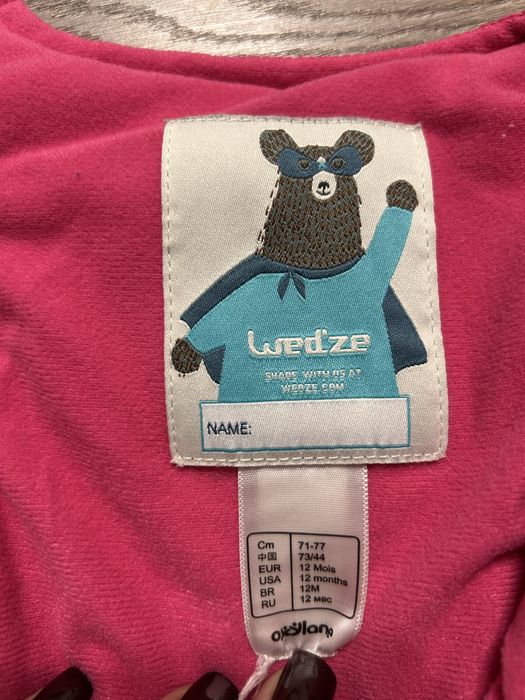 Wed'ze
SHARE WITH US AT
WEDZE.COM
NAME:
Cm 71-77
中国 73/44
EUR 12 Mois
USA 12 months
BR 12M
RU 12 мес
oxylane